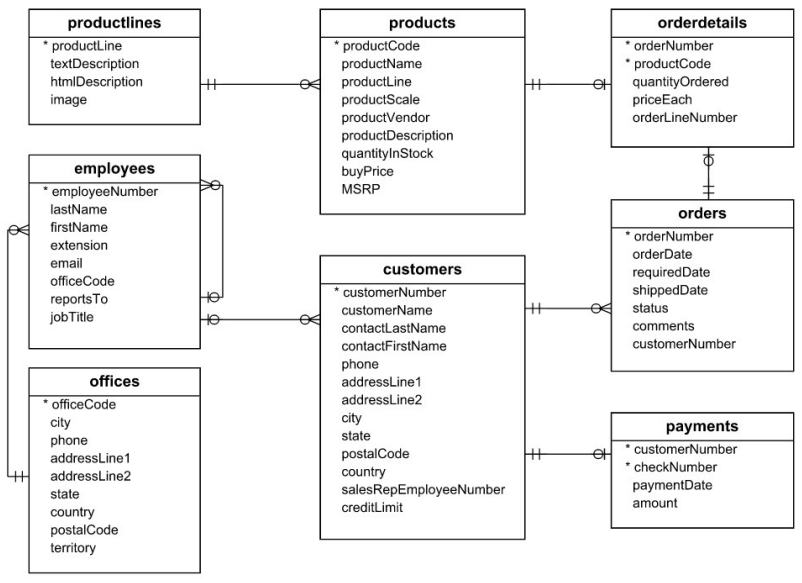 productlines
* productLine
textDescription
htmlDescription
image
products
* productCode
productName
productLine
productScale
productVendor
productDescription
quantityInStock
buyPrice
MSRP
orderdetails
* orderNumber
* productCode
quantityOrdered
priceEach
orderLineNumber
employees
* employeeNumber
lastName
firstName
extension
email
officeCode
reportsTo
jobTitle
customers
* customerNumber
customerName
contactLastName
contactFirstName
phone
addressLine1
addressLine2
city
state
postalCode
country
salesRepEmployeeNumber
creditLimit
orders
* orderNumber
orderDate
requiredDate
shippedDate
status
comments
customerNumber
offices
* officeCode
city
phone
addressLine1
addressLine2
state
country
postalCode
territory
payments
* customerNumber
* checkNumber
paymentDate
amount